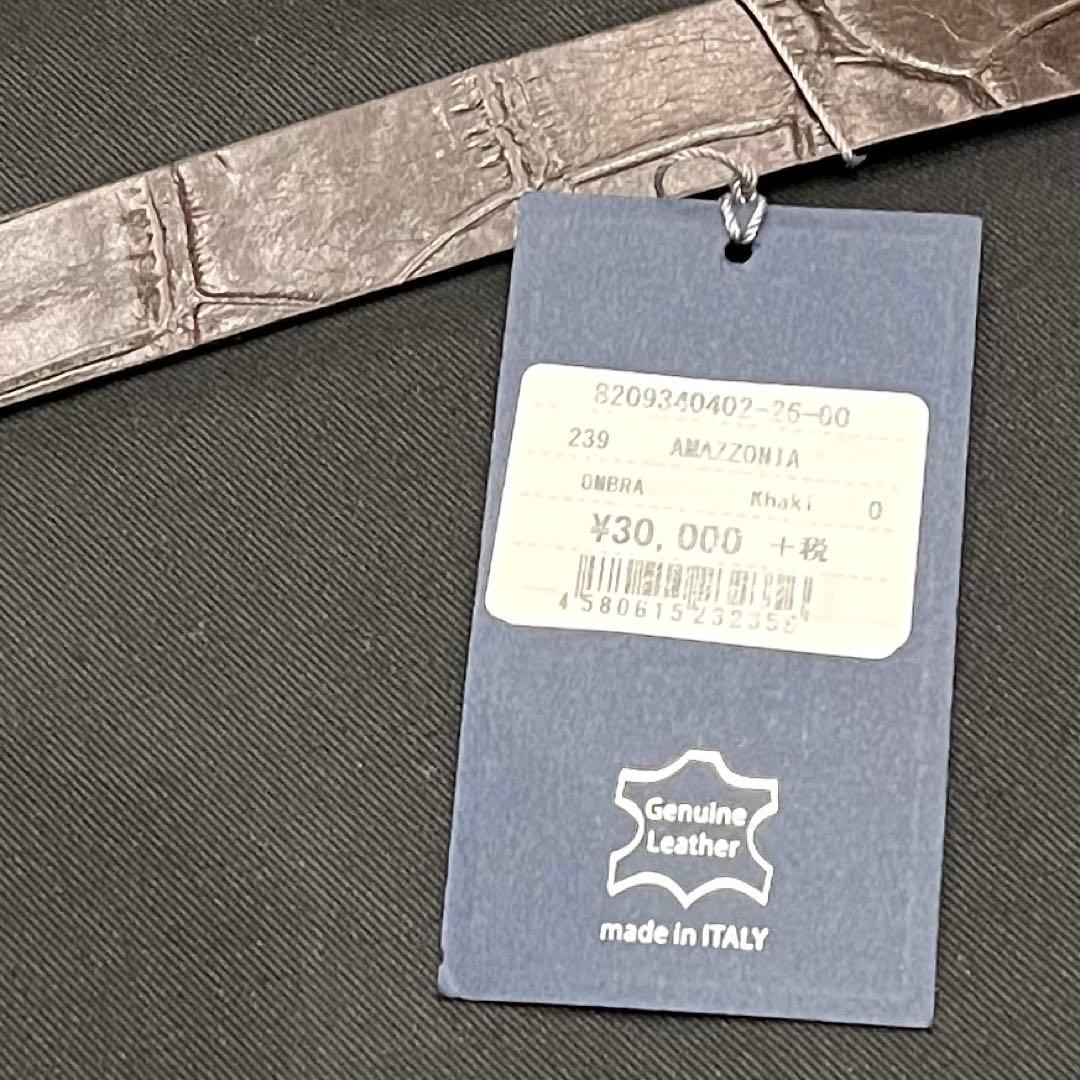 8209340402-26-00
239 AMAZZONIA
OMBRA Khaki 0
¥30,000 +税
Genuine
Leather
made in ITALY